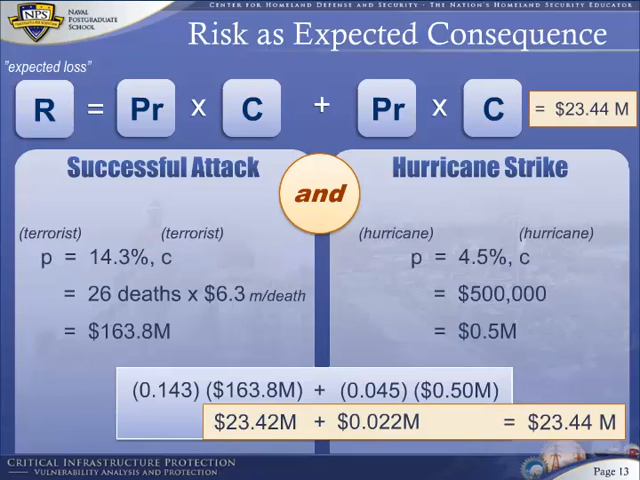 Center for Homeland Defense and Security · The Nation's Homeland Security Educator
NPS
Naval
Postgraduate
School
Risk as Expected Consequence
"expected loss"
R = Pr x C + Pr x C = $23.44 M
Successful Attack and Hurricane Strike
(terrorist) (terrorist) (hurricane) (hurricane)
p = 14.3%, c p = 4.5%, c
= 26 deaths x $6.3 m/death = $500,000
= $163.8M = $0.5M
(0.143) ($163.8M) + (0.045) ($0.50M)
$23.42M + $0.022M = $23.44 M
Critical Infrastructure Protection
Vulnerability Analysis and Protection
Page 13